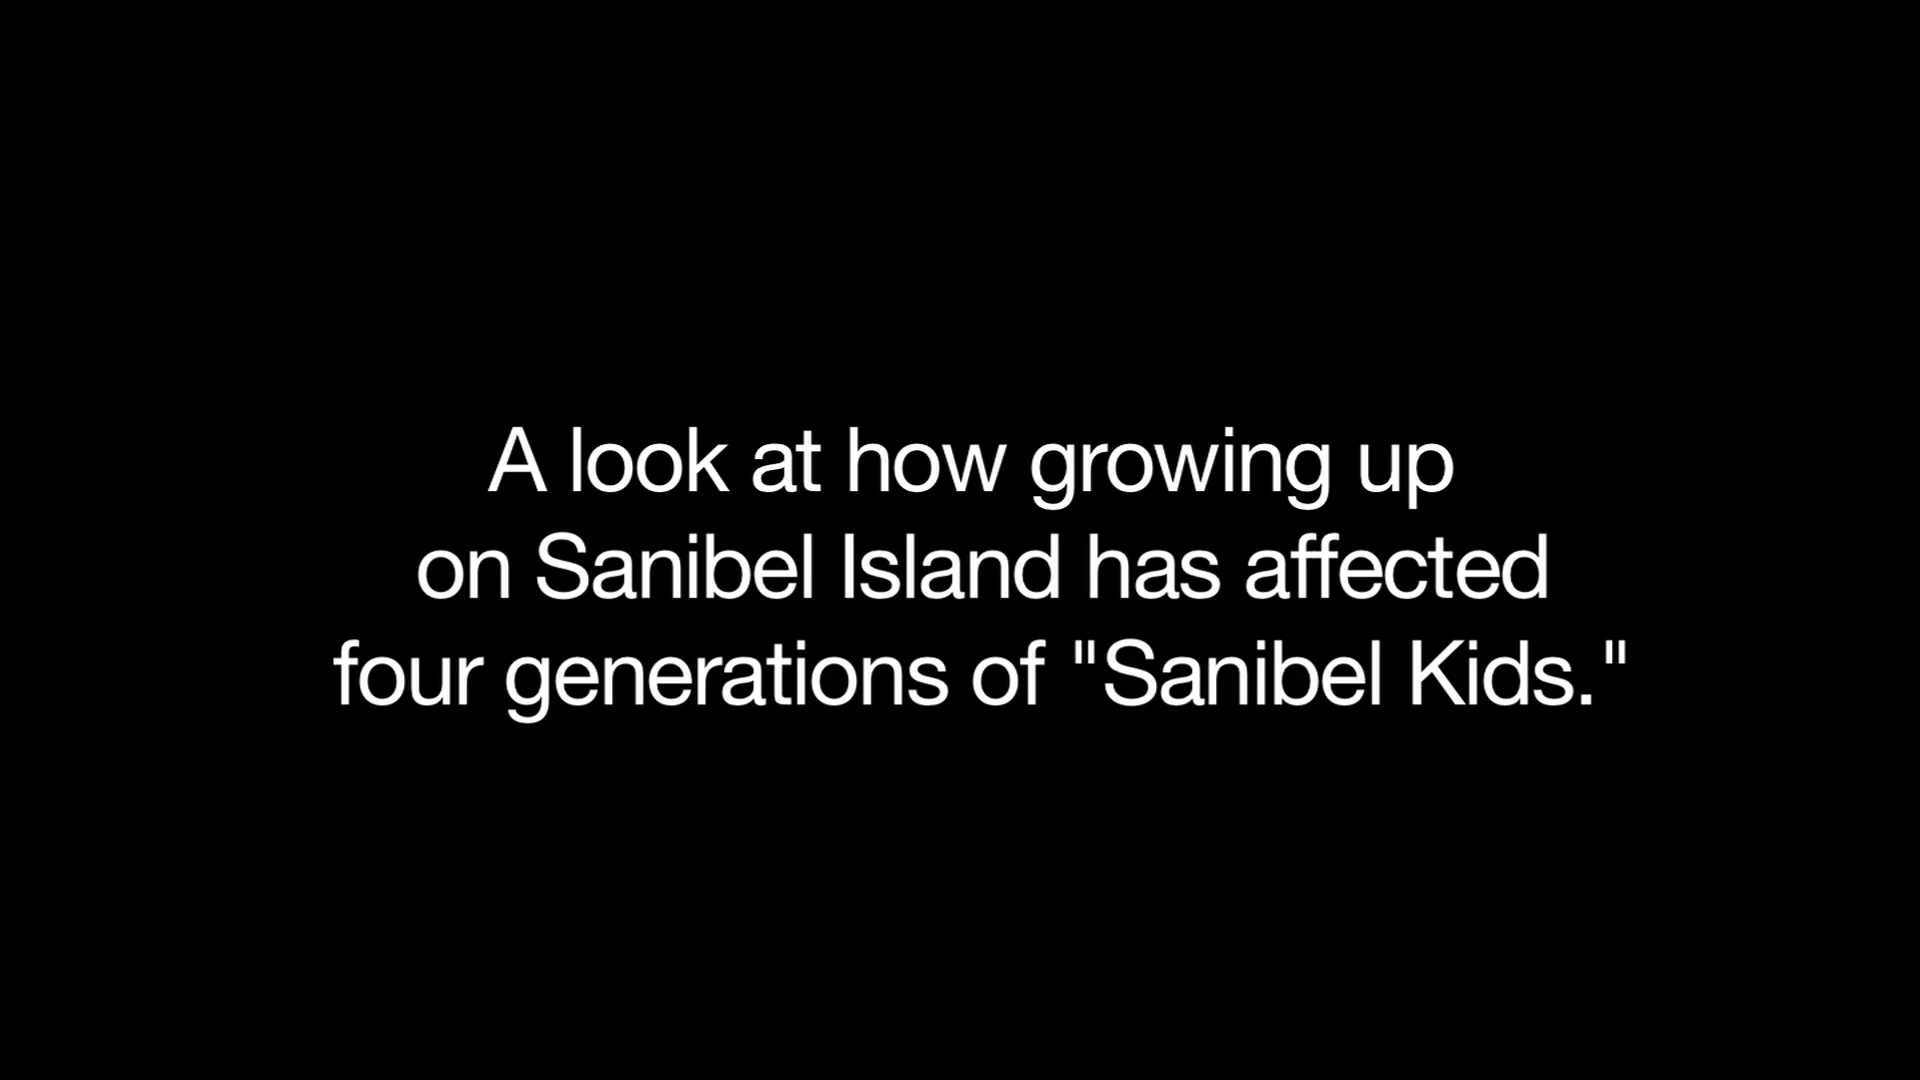 A look at how growing up
on Sanibel Island has affected
four generations of "Sanibel Kids."